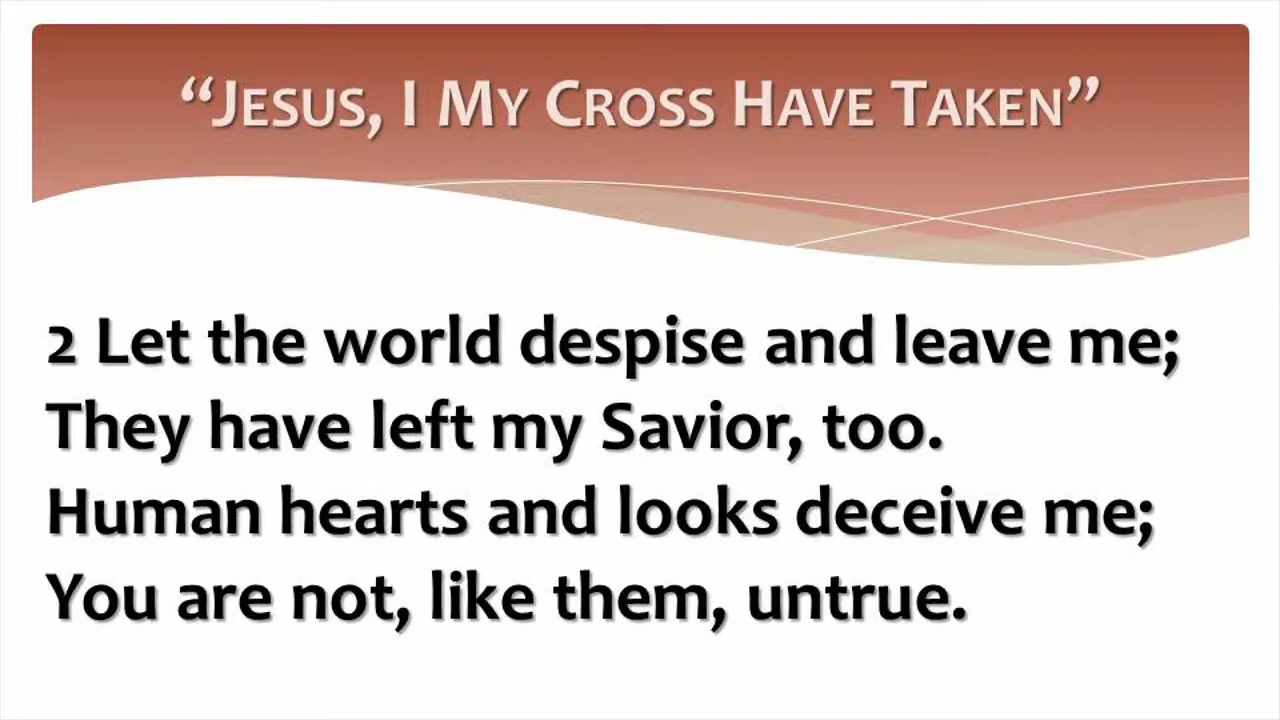 “JESUS, I MY CROSS HAVE TAKEN”
2 Let the world despise and leave me;
They have left my Savior, too.
Human hearts and looks deceive me;
You are not, like them, untrue.